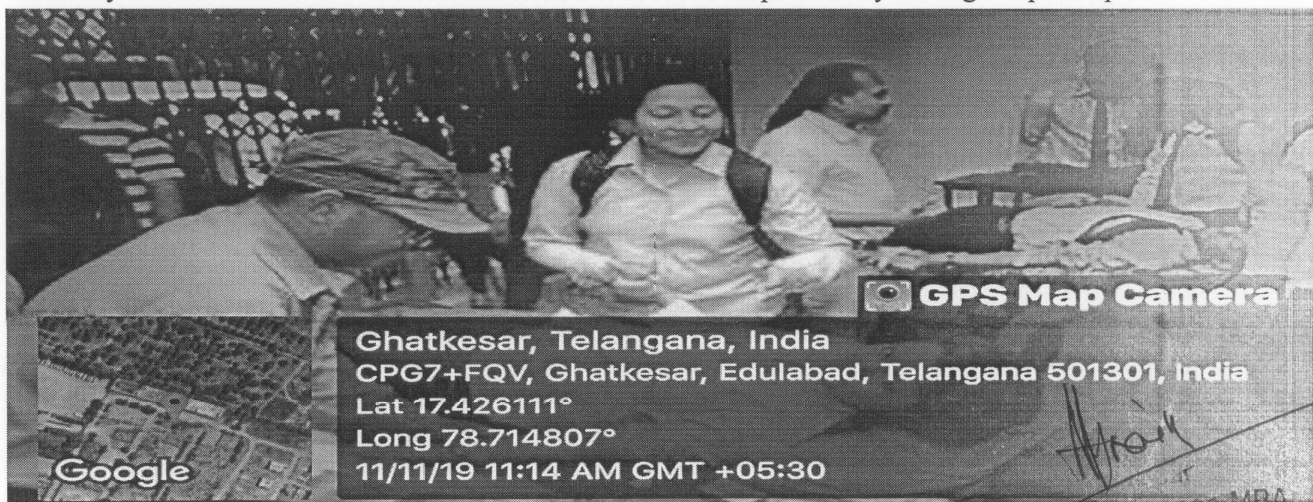 GPS Map Camera
Ghatkesar, Telangana, India
CPG7+FQV, Ghatkesar, Edulabad, Telangana 501301, India
Lat 17.426111°
Long 78.714807°
11/11/19 11:14 AM GMT +05:30
Google
MBA